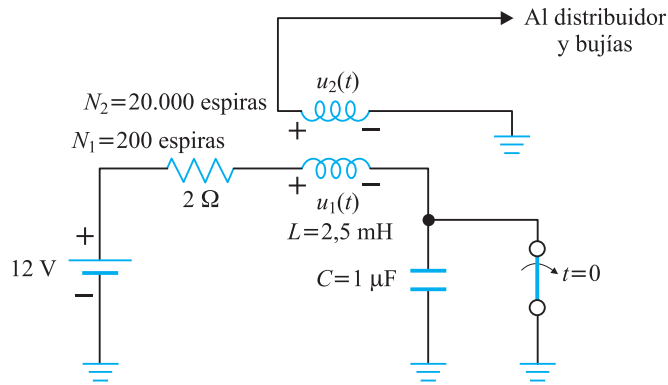 Al distribuidor
y bujías
u₂(t)
N₂=20.000 espiras
+ −
N₁=200 espiras
+ −
2 Ω
u₁(t)
L=2,5 mH
+
12 V
−
C=1 μF
t=0